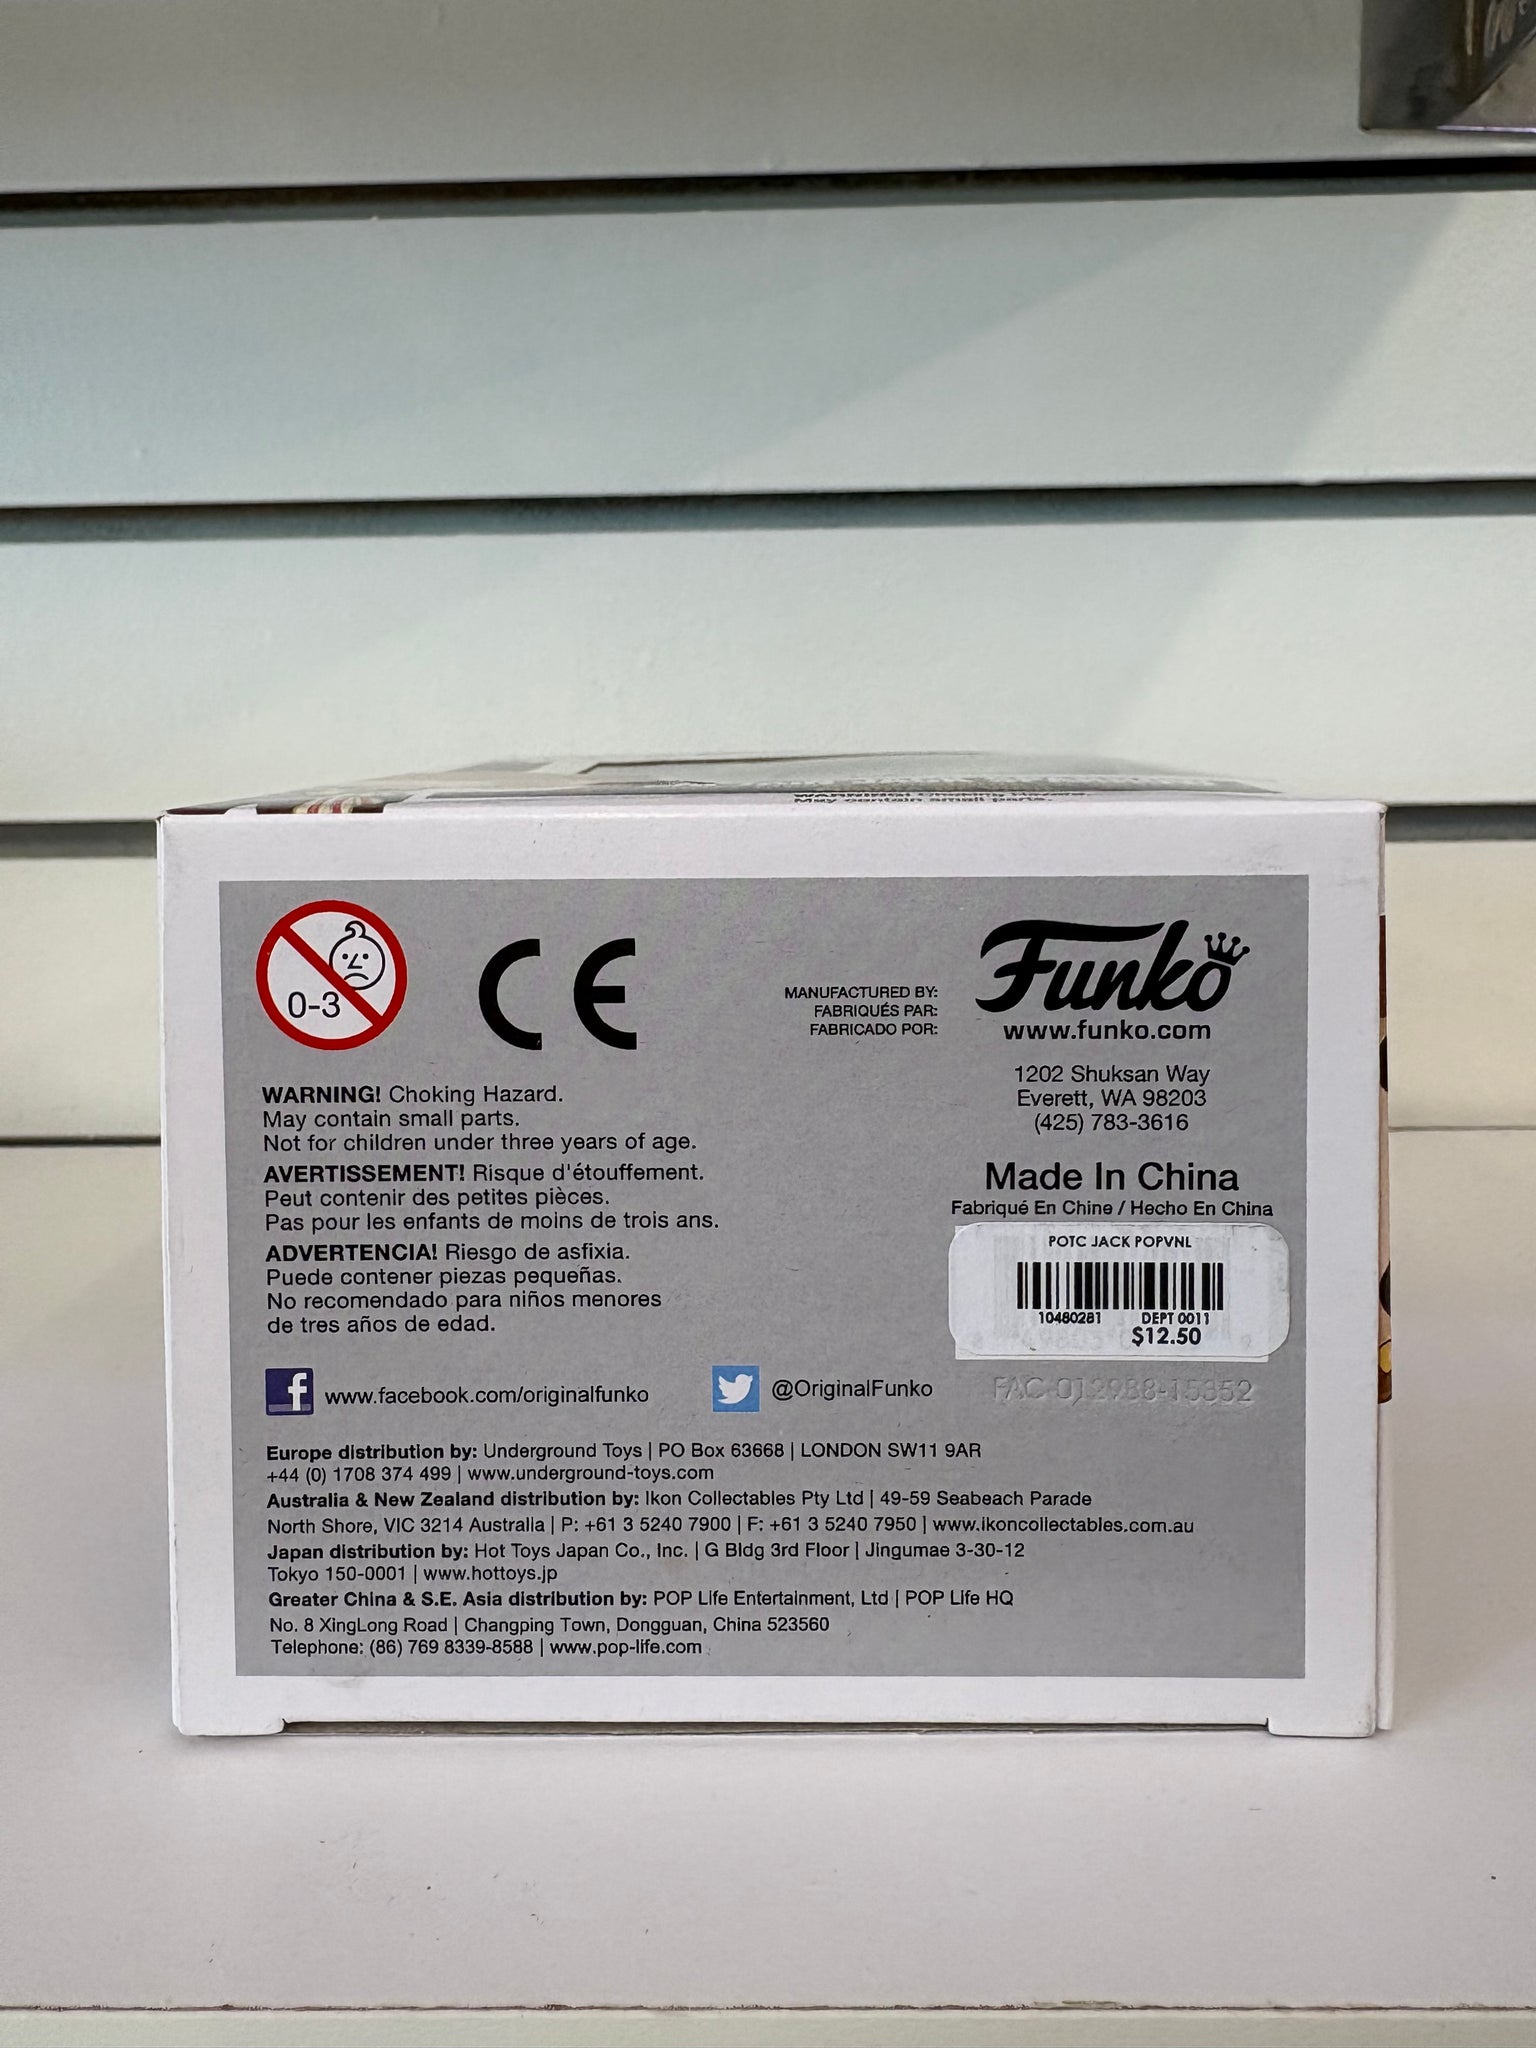 WARNING! Choking Hazard.
May contain small parts.
0-3
CE
MANUFACTURED BY:
FABRIQUÉS PAR:
FABRICADO POR:
Funko
www.funko.com
1202 Shuksan Way
Everett, WA 98203
(425) 783-3616
WARNING! Choking Hazard.
May contain small parts.
Not for children under three years of age.
AVERTISSEMENT! Risque d'étouffement.
Peut contenir des petites pièces.
Pas pour les enfants de moins de trois ans.
ADVERTENCIA! Riesgo de asfixia.
Puede contener piezas pequeñas.
No recomendado para niños menores
de tres años de edad.
Made In China
Fabriqué En Chine / Hecho En China
POTC JACK POPVNL
10480281 DEPT 0011
$12.50
FAC-012988-15352
f www.facebook.com/originalfunko
@OriginalFunko
Europe distribution by: Underground Toys | PO Box 63668 | LONDON SW11 9AR
+44 (0) 1708 374 499 | www.underground-toys.com
Australia & New Zealand distribution by: Ikon Collectables Pty Ltd | 49-59 Seabeach Parade
North Shore, VIC 3214 Australia | P: +61 3 5240 7900 | F: +61 3 5240 7950 | www.ikoncollectables.com.au
Japan distribution by: Hot Toys Japan Co., Inc. | G Bldg 3rd Floor | Jingumae 3-30-12
Tokyo 150-0001 | www.hottoys.jp
Greater China & S.E. Asia distribution by: POP Life Entertainment, Ltd | POP Life HQ
No. 8 XingLong Road | Changping Town, Dongguan, China 523560
Telephone: (86) 769 8339-8588 | www.pop-life.com